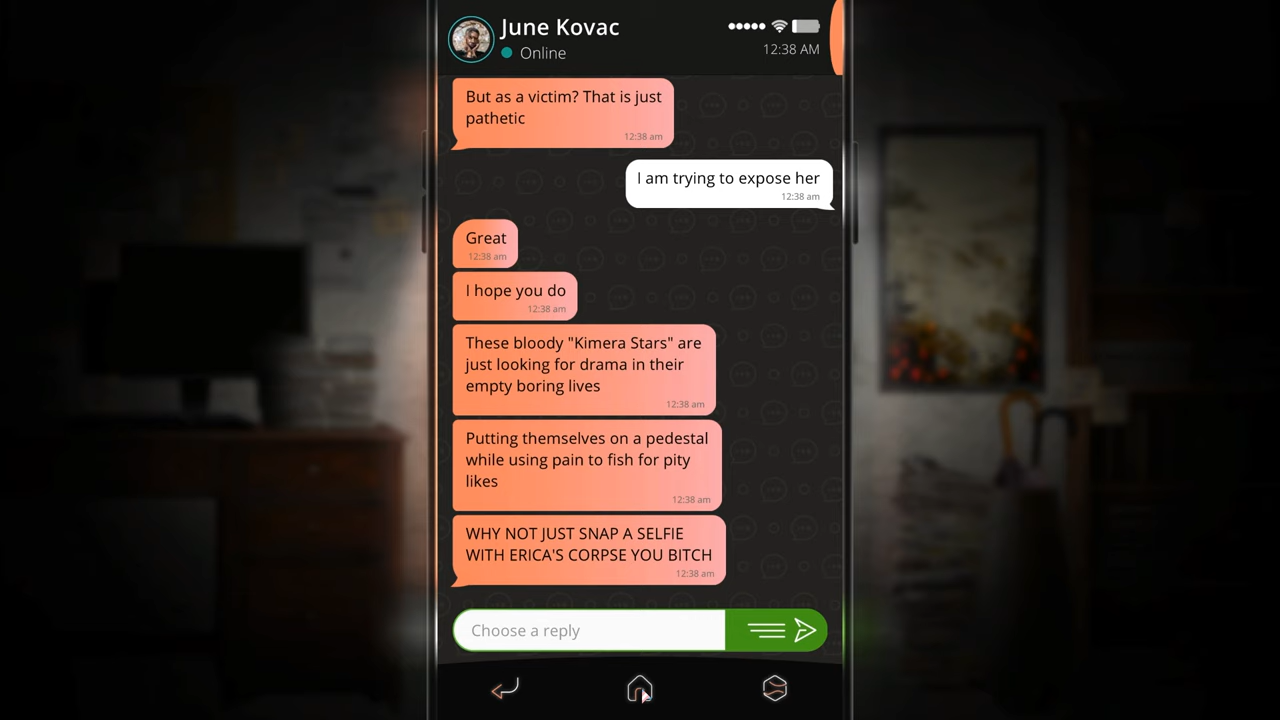 June Kovac
Online
12:38 AM
But as a victim? That is just
pathetic
12:38 am
I am trying to expose her
12:38 am
Great
12:38 am
I hope you do
12:38 am
These bloody "Kimera Stars" are
just looking for drama in their
empty boring lives
12:38 am
Putting themselves on a pedestal
while using pain to fish for pity
likes
12:38 am
WHY NOT JUST SNAP A SELFIE
WITH ERICA'S CORPSE YOU BITCH
12:38 am
Choose a reply